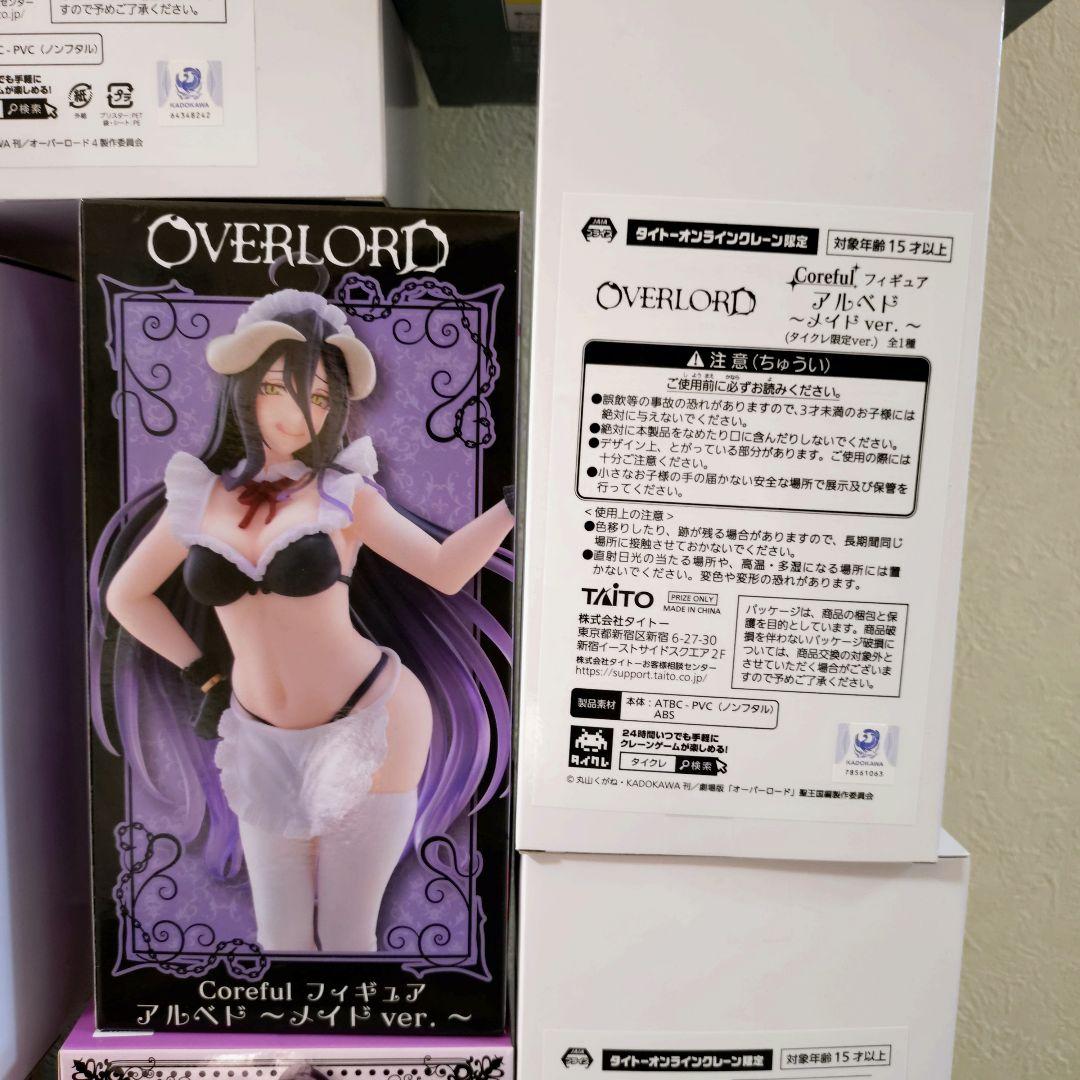 センター
o.jp/
すので予めご了承ください。
C - PVC（ノンフタル）
でも手軽に
ムが楽しめる!
検索
紙
外箱
プラ
ブリスター:PET
袋・シート:PE
KADOKAWA
64348242
WA 刊／オーバーロード４製作委員会
OVERLORD
Coreful フィギュア
アルベド ～メイド ver. ～
JAIA
プライズ
タイトーオンラインクレーン限定
対象年齢 15 才以上
OVERLORD
Coreful フィギュア
アルベド
～メイド ver. ～
(タイクレ限定ver.) 全1種
注意(ちゅうい)
ご使用前に必ずお読みください。
●誤飲等の事故の恐れがありますので、3才未満のお子様には
絶対に与えないでください。
●絶対に本製品をなめたり口に含んだりしないでください。
●デザイン上、とがっている部分があります。ご使用の際には
十分ご注意ください。
●小さなお子様の手の届かない安全な場所で展示及び保管を
行ってください。
＜使用上の注意＞
●色移りしたり、跡が残る場合がありますので、長期間同じ
場所に接触させておかないでください。
●直射日光の当たる場所や、高温・多湿になる場所には置
かないでください。変色や変形の恐れがあります。
TAITO
PRIZE ONLY
MADE IN CHINA
株式会社タイトー
東京都新宿区新宿 6-27-30
新宿イーストサイドスクエア 2F
株式会社タイトーお客様相談センター
https://support.taito.co.jp/
パッケージは、商品の梱包と保
護を目的としています。商品破
損を伴わないパッケージ破損に
ついては、商品交換の対象外と
させていただく場合がございま
すので予めご了承ください。
製品素材
本体 : ATBC - PVC（ノンフタル）
ABS
タイクレ
24時間いつでも手軽に
クレーンゲームが楽しめる!
タイクレ 検索
KADOKAWA
78561063
© 丸山くがね・KADOKAWA 刊／劇場版「オーバーロード」聖王国編製作委員会
タイトーオンラインクレーン限定
対象年齢 15 才以上